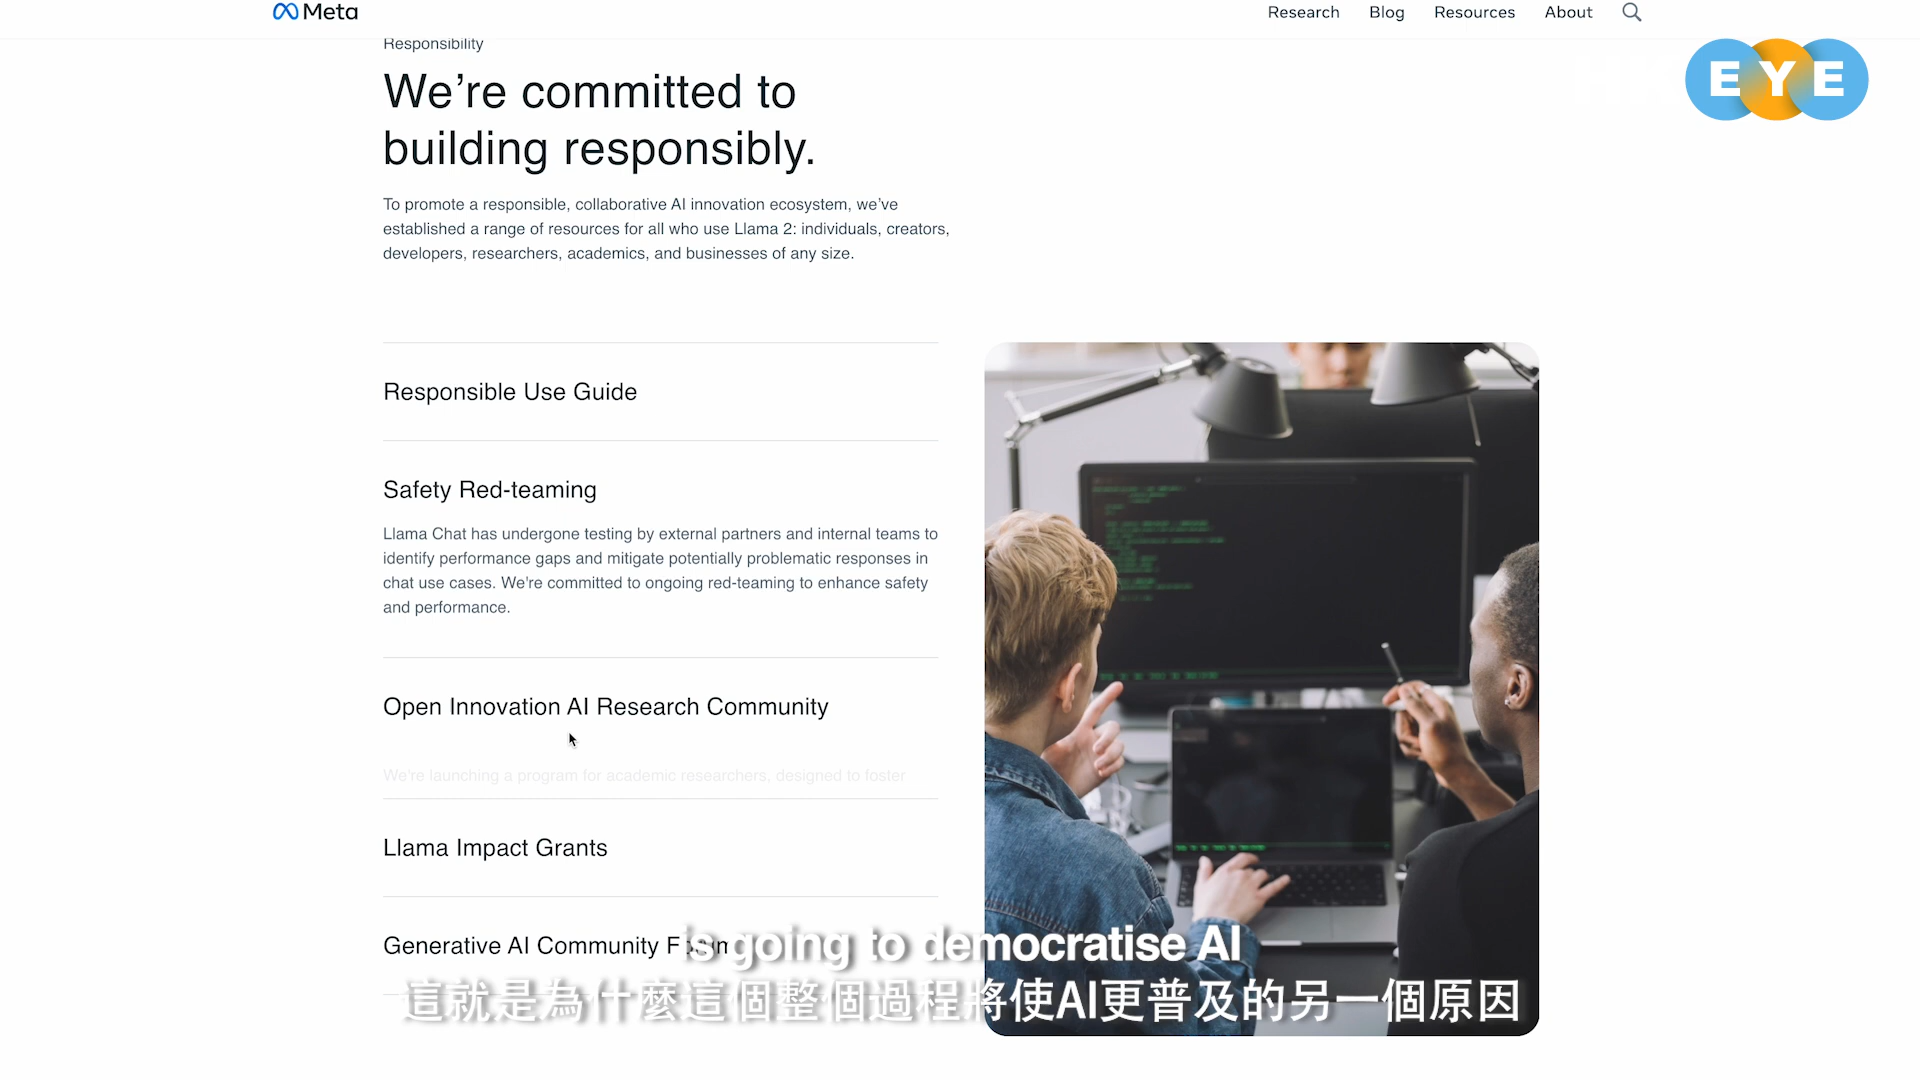 Meta
Research Blog Resources About
EYE
Responsibility
We're committed to
building responsibly.
To promote a responsible, collaborative AI innovation ecosystem, we've
established a range of resources for all who use Llama 2: individuals, creators,
developers, researchers, academics, and businesses of any size.
Responsible Use Guide
Safety Red-teaming
Llama Chat has undergone testing by external partners and internal teams to
identify performance gaps and mitigate potentially problematic responses in
chat use cases. We're committed to ongoing red-teaming to enhance safety
and performance.
Open Innovation AI Research Community
We're launching a program for academic researchers, designed to foster
Llama Impact Grants
Generative AI Community Forum
is going to democratise AI
這就是為什麼這個整個過程將使AI更普及的另一個原因